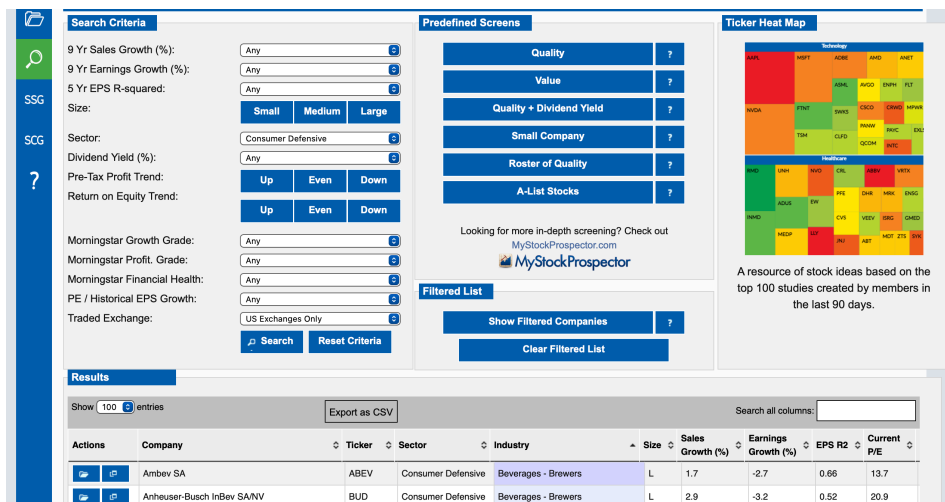 Search Criteria
9 Yr Sales Growth (%): Any
9 Yr Earnings Growth (%): Any
5 Yr EPS R-squared: Any
Size: Small Medium Large
Sector: Consumer Defensive
Dividend Yield (%): Any
Pre-Tax Profit Trend: Up Even Down
Return on Equity Trend:
Up Even Down
Morningstar Growth Grade: Any
Morningstar Profit. Grade: Any
Morningstar Financial Health: Any
PE / Historical EPS Growth: Any
Traded Exchange: US Exchanges Only
Search Reset Criteria
SSG
SCG
?
Predefined Screens
Quality ?
Value ?
Quality + Dividend Yield ?
Small Company ?
Roster of Quality ?
A-List Stocks ?
Looking for more in-depth screening? Check out
MyStockProspector.com
MyStockProspector
Filtered List
Show Filtered Companies ?
Clear Filtered List
Ticker Heat Map
Technology
AAPL MSFT ADBE AMD ANET
ASML AVGO ENPH FLT
NVDA FTNT SWKS CSCO CRWD MPWR
PANW PAYC EXLS
TSM CLFD QCOM INTC
Healthcare
RMD UNH NVO CRL ABBV VRTX
PFE DHR MRK ENSG
ADUS EW
INMD CVS VEEV ISRG GMED
MEDP LLY JNJ ABT MDT ZTS SYK
A resource of stock ideas based on the
top 100 studies created by members in
the last 90 days.
Results
Show 100 entries Export as CSV Search all columns:
Actions Company Ticker Sector Industry Size Sales Growth (%) Earnings Growth (%) EPS R2 Current P/E
Ambev SA ABEV Consumer Defensive Beverages - Brewers L 1.7 -2.7 0.66 13.7
Anheuser-Busch InBev SA/NV BUD Consumer Defensive Beverages - Brewers L 2.9 -3.2 0.52 20.9